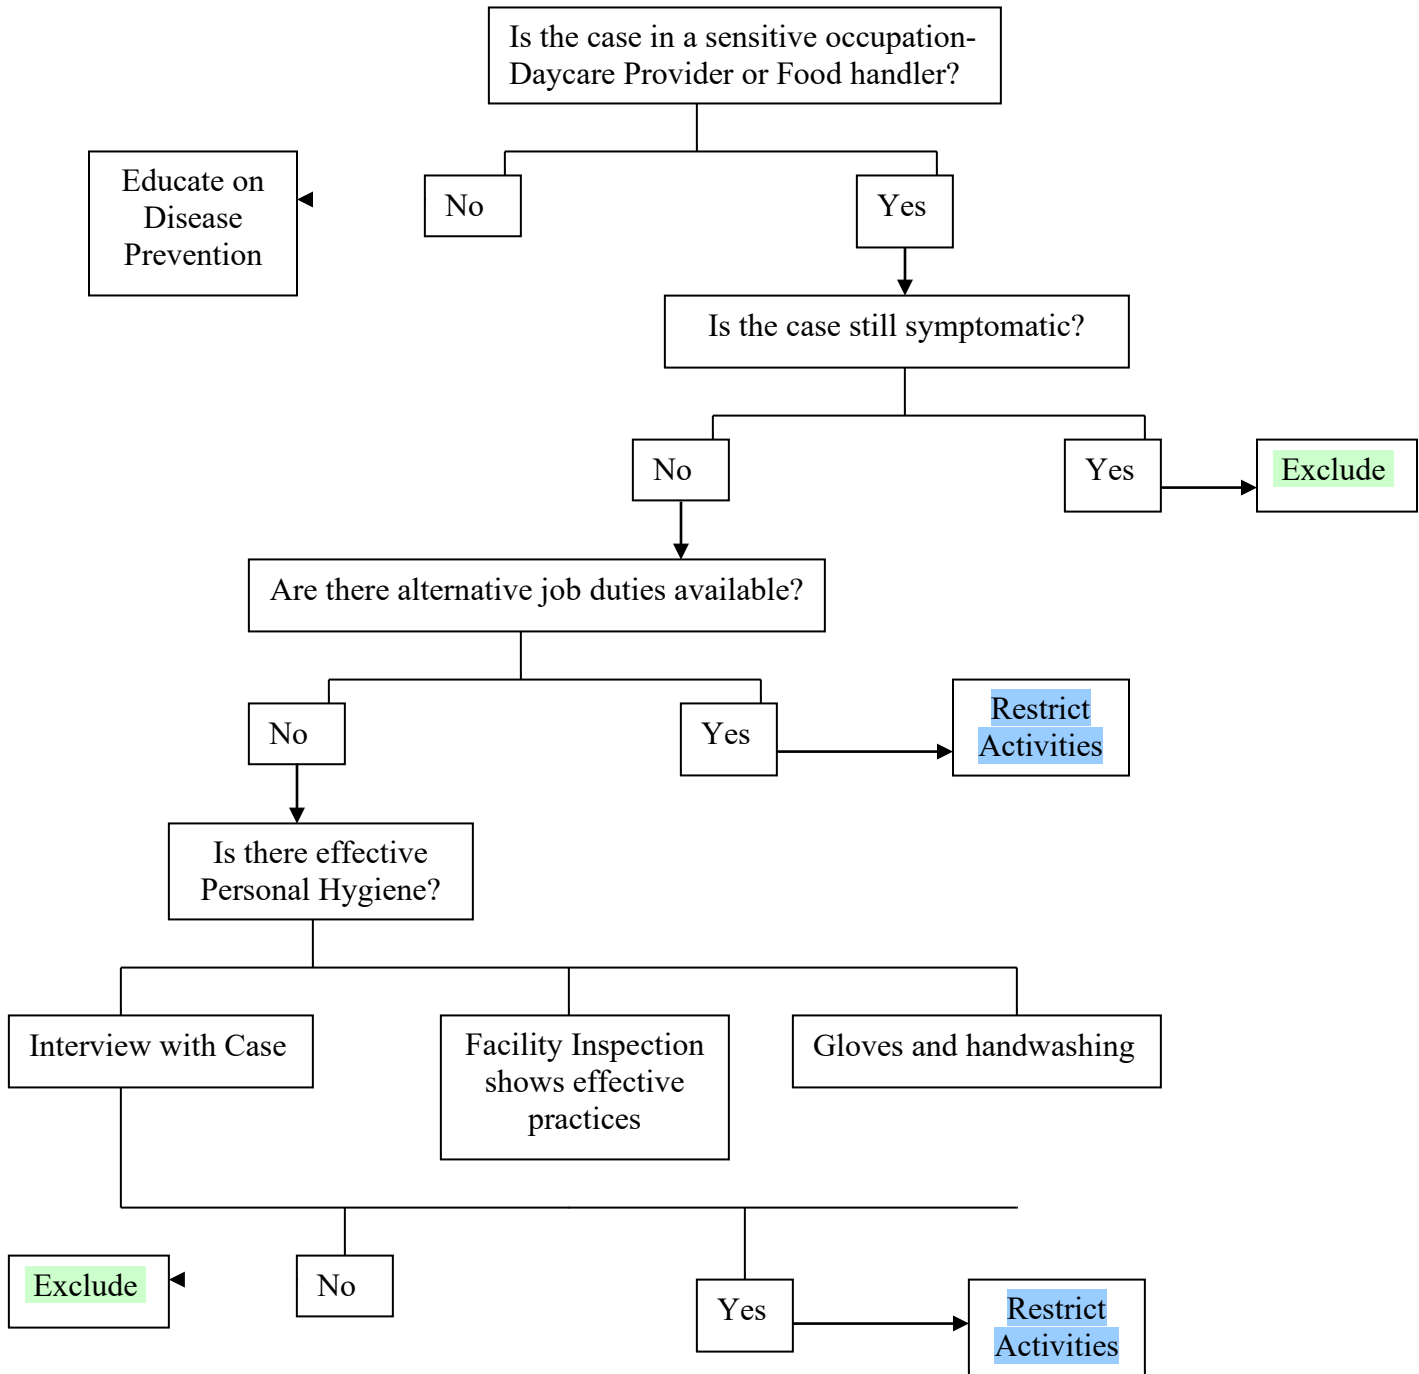 Is the case in a sensitive occupation-
Daycare Provider or Food handler?
Educate on
Disease
Prevention
No
Yes
Is the case still symptomatic?
No
Yes
Exclude
Are there alternative job duties available?
No
Yes
Restrict
Activities
Is there effective
Personal Hygiene?
Interview with Case
Facility Inspection
shows effective
practices
Gloves and handwashing
Exclude
No
Yes
Restrict
Activities